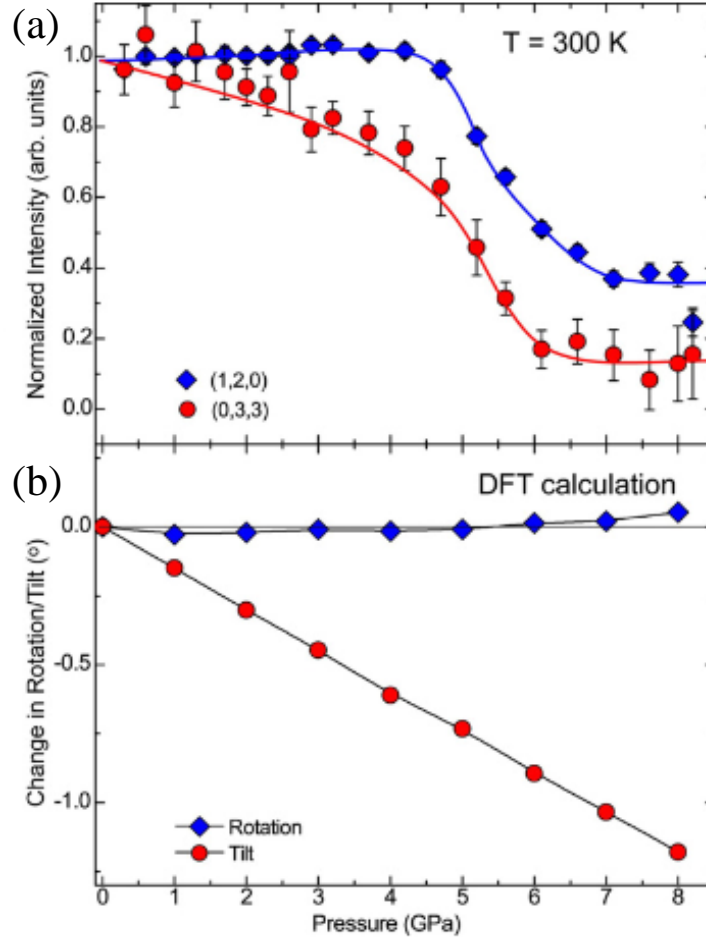 (a)
T = 300 K
Normalized Intensity (arb. units)
1.0
0.8
0.6
0.4
0.2
0.0
(1,2,0)
(0,3,3)
(b)
DFT calculation
Change in Rotation/Tilt (°)
0.0
-0.5
-1.0
Rotation
Tilt
0 1 2 3 4 5 6 7 8
Pressure (GPa)